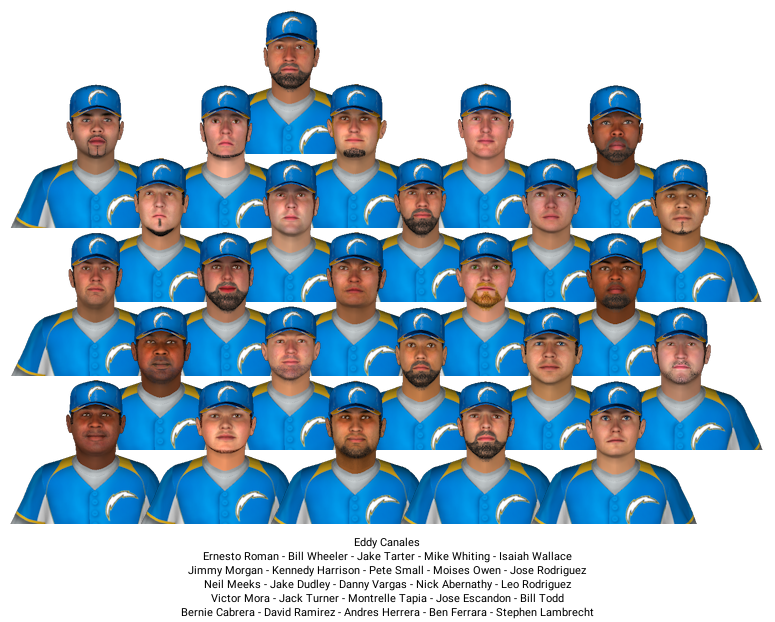 Eddy Canales
Ernesto Roman - Bill Wheeler - Jake Tarter - Mike Whiting - Isaiah Wallace
Jimmy Morgan - Kennedy Harrison - Pete Small - Moises Owen - Jose Rodriguez
Neil Meeks - Jake Dudley - Danny Vargas - Nick Abernathy - Leo Rodriguez
Victor Mora - Jack Turner - Montrelle Tapia - Jose Escandon - Bill Todd
Bernie Cabrera - David Ramirez - Andres Herrera - Ben Ferrara - Stephen Lambrecht